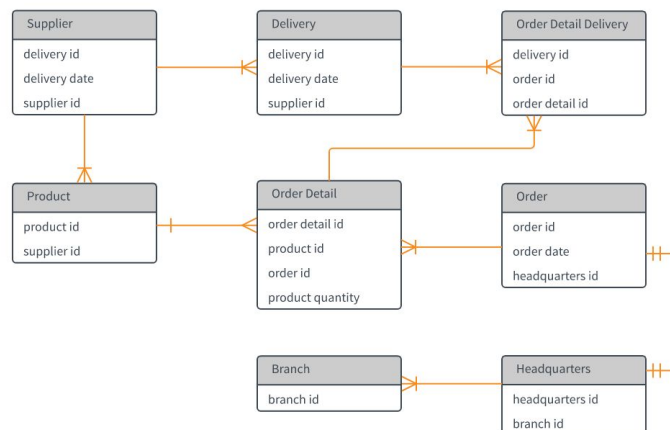 Supplier
delivery id
delivery date
supplier id
Delivery
delivery id
delivery date
supplier id
Order Detail Delivery
delivery id
order id
order detail id
Product
product id
supplier id
Order Detail
order detail id
product id
order id
product quantity
Order
order id
order date
headquarters id
Branch
branch id
Headquarters
headquarters id
branch id